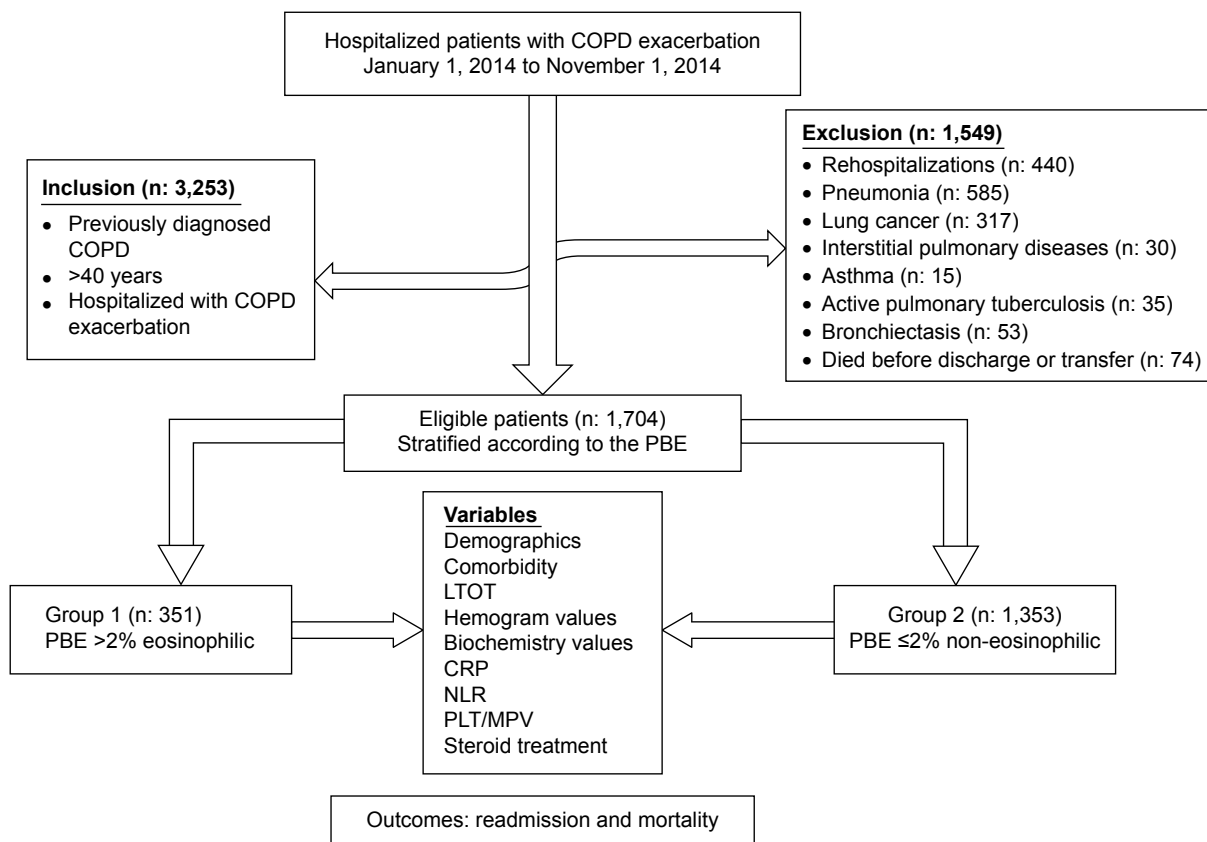 Hospitalized patients with COPD exacerbation
January 1, 2014 to November 1, 2014
Inclusion (n: 3,253)
• Previously diagnosed
COPD
• >40 years
• Hospitalized with COPD
exacerbation
Exclusion (n: 1,549)
• Rehospitalizations (n: 440)
• Pneumonia (n: 585)
• Lung cancer (n: 317)
• Interstitial pulmonary diseases (n: 30)
• Asthma (n: 15)
• Active pulmonary tuberculosis (n: 35)
• Bronchiectasis (n: 53)
• Died before discharge or transfer (n: 74)
Eligible patients (n: 1,704)
Stratified according to the PBE
Group 1 (n: 351)
PBE >2% eosinophilic
Variables
Demographics
Comorbidity
LTOT
Hemogram values
Biochemistry values
CRP
NLR
PLT/MPV
Steroid treatment
Group 2 (n: 1,353)
PBE ≤2% non-eosinophilic
Outcomes: readmission and mortality